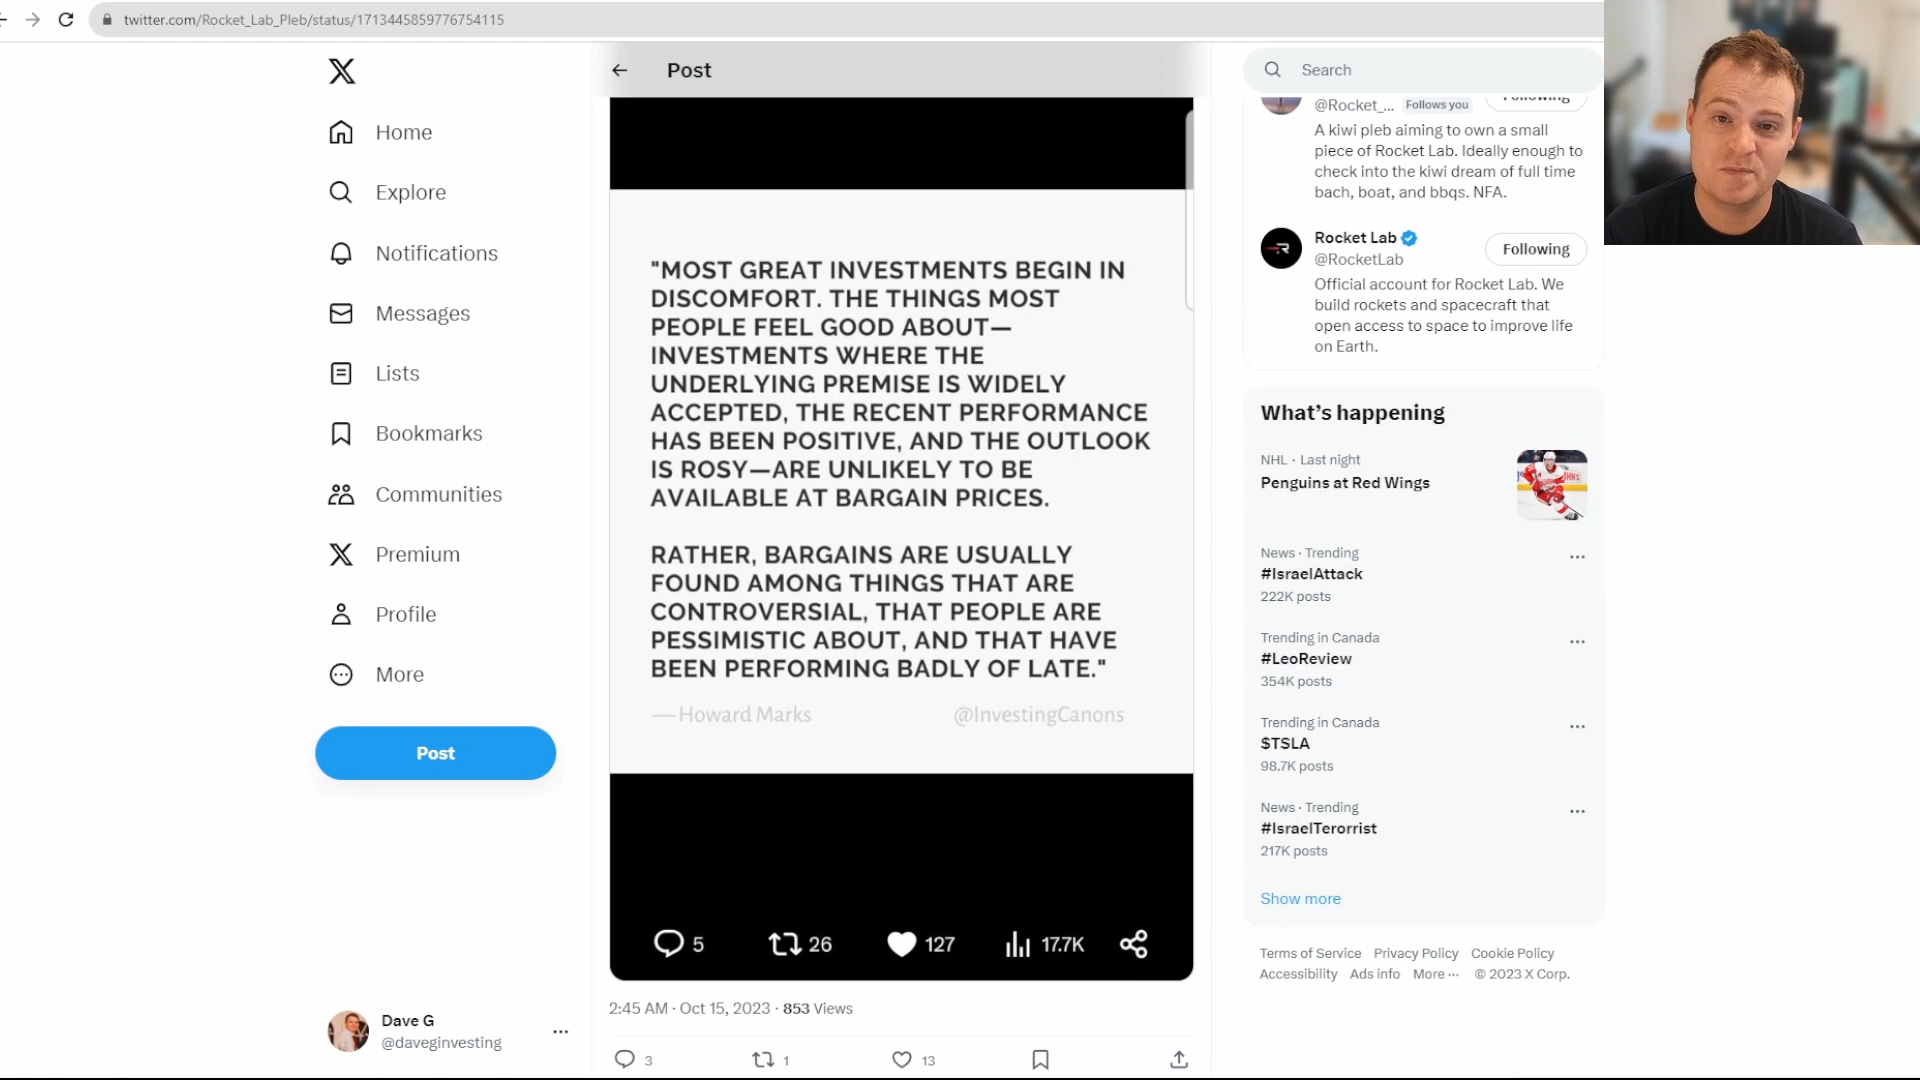 twitter.com/Rocket_Lab_Pleb/status/1713445859776754115
Home
Explore
Notifications
Messages
Lists
Bookmarks
Communities
Premium
Profile
More
Post
Dave G
@daveginvesting
Post
"MOST GREAT INVESTMENTS BEGIN IN
DISCOMFORT. THE THINGS MOST
PEOPLE FEEL GOOD ABOUT—
INVESTMENTS WHERE THE
UNDERLYING PREMISE IS WIDELY
ACCEPTED, THE RECENT PERFORMANCE
HAS BEEN POSITIVE, AND THE OUTLOOK
IS ROSY—ARE UNLIKELY TO BE
AVAILABLE AT BARGAIN PRICES.
RATHER, BARGAINS ARE USUALLY
FOUND AMONG THINGS THAT ARE
CONTROVERSIAL, THAT PEOPLE ARE
PESSIMISTIC ABOUT, AND THAT HAVE
BEEN PERFORMING BADLY OF LATE."
— Howard Marks @InvestingCanons
5 26 127 17.7K
2:45 AM · Oct 15, 2023 · 853 Views
3 1 13
Search
@Rocket_... Follows you Following
A kiwi pleb aiming to own a small
piece of Rocket Lab. Ideally enough to
check into the kiwi dream of full time
bach, boat, and bbqs. NFA.
Rocket Lab
@RocketLab
Following
Official account for Rocket Lab. We
build rockets and spacecraft that
open access to space to improve life
on Earth.
What's happening
NHL · Last night
Penguins at Red Wings
News · Trending
#IsraelAttack
222K posts
Trending in Canada
#LeoReview
354K posts
Trending in Canada
$TSLA
98.7K posts
News · Trending
#IsraelTerorrist
217K posts
Show more
Terms of Service Privacy Policy Cookie Policy
Accessibility Ads info More ··· © 2023 X Corp.